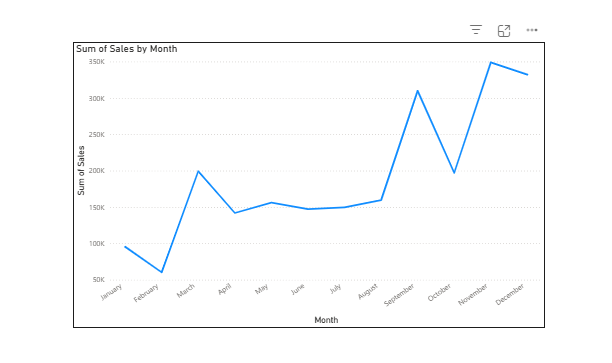 Sum of Sales by Month
350K
300K
250K
200K
150K
100K
50K
Sum of Sales
January
February
March
April
May
June
July
August
September
October
November
December
Month